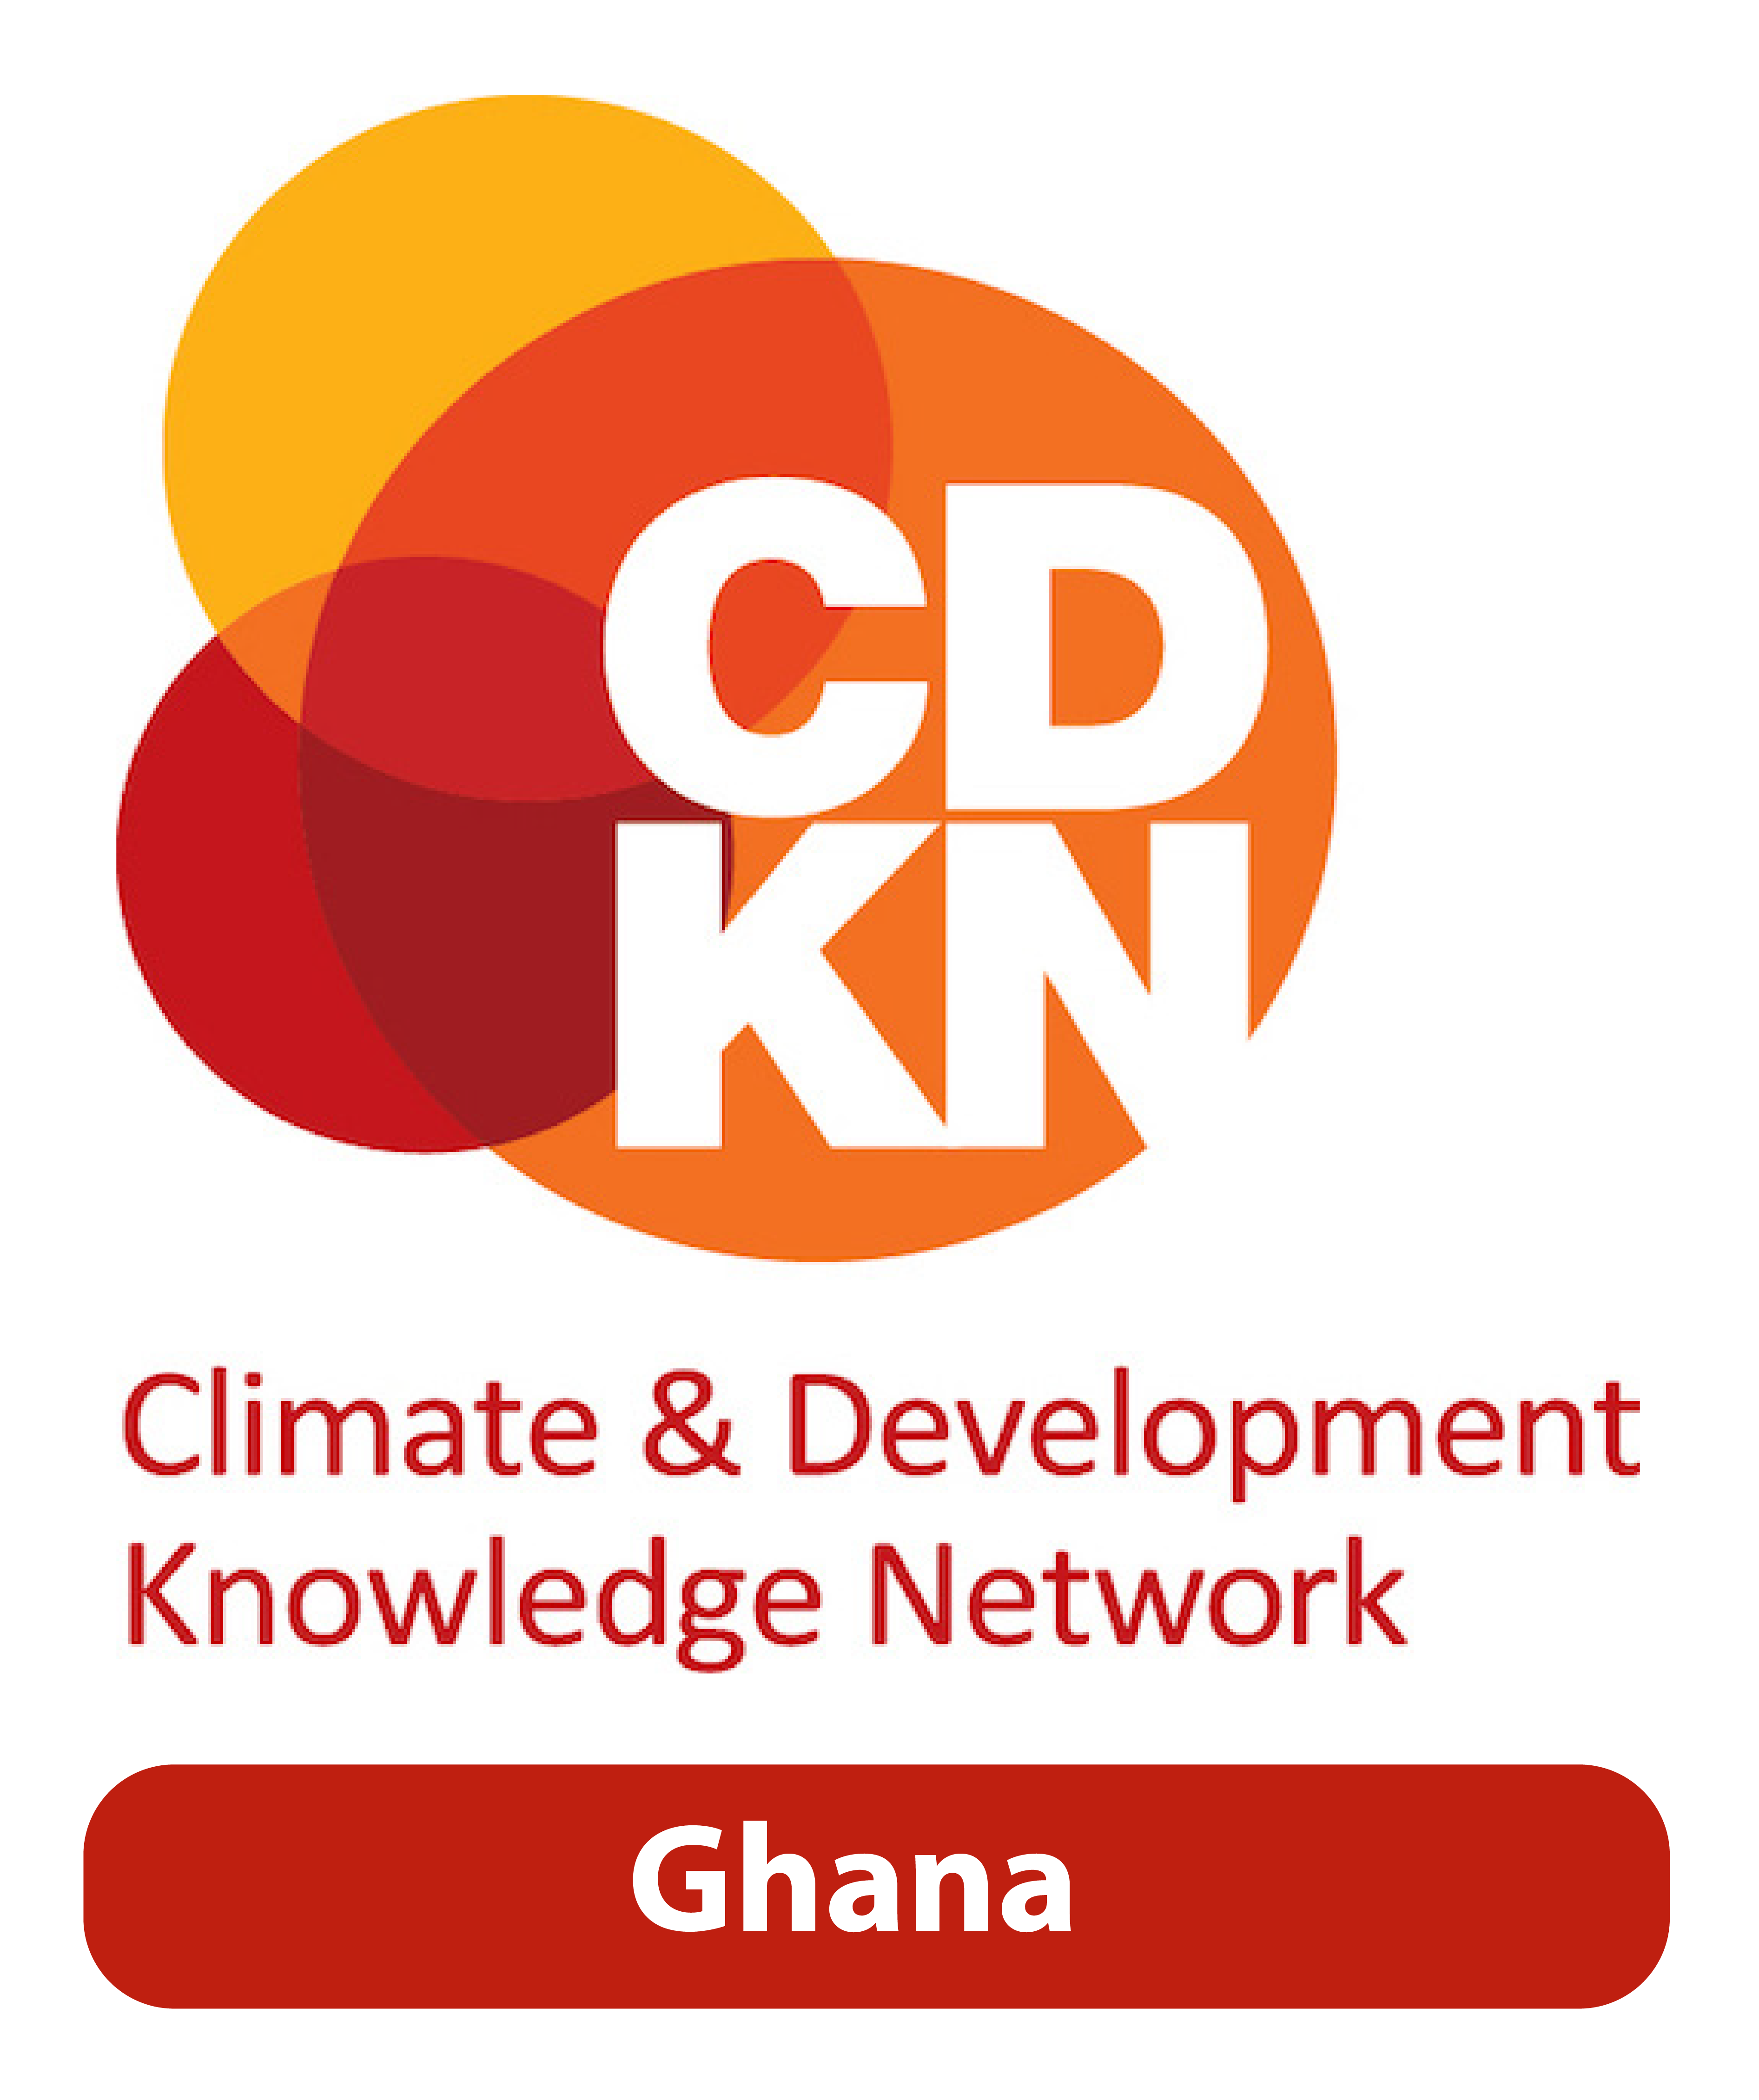 CD
KN
Climate & Development
Knowledge Network
Ghana